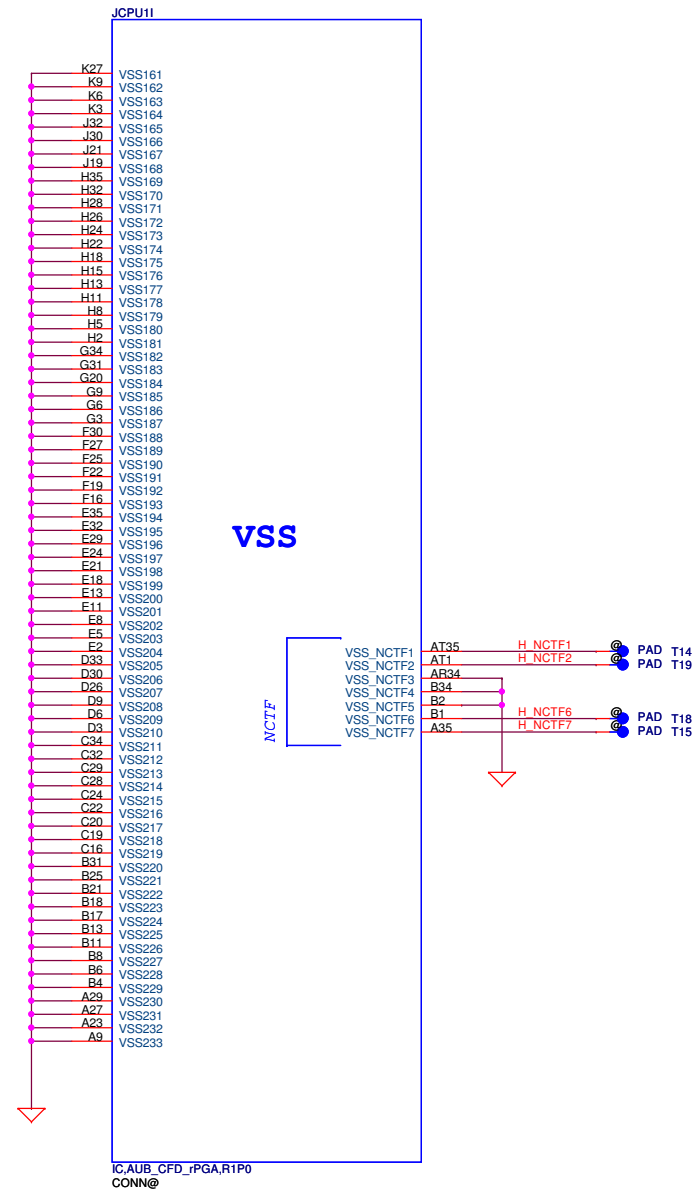 JCPU1I
K27 VSS161
K9 VSS162
K6 VSS163
K3 VSS164
J32 VSS165
J30 VSS166
J21 VSS167
J19 VSS168
H35 VSS169
H32 VSS170
H28 VSS171
H26 VSS172
H24 VSS173
H22 VSS174
H18 VSS175
H15 VSS176
H13 VSS177
H11 VSS178
H8 VSS179
H5 VSS180
H2 VSS181
G34 VSS182
G31 VSS183
G20 VSS184
G9 VSS185
G6 VSS186
G3 VSS187
F30 VSS188
F27 VSS189
F25 VSS190
F22 VSS191
F19 VSS192
F16 VSS193
E35 VSS194
E32 VSS195
E29 VSS196
E24 VSS197
E21 VSS198
E18 VSS199
E13 VSS200
E11 VSS201
E8 VSS202
E5 VSS203
E2 VSS204
D33 VSS205
D30 VSS206
D26 VSS207
D9 VSS208
D6 VSS209
D3 VSS210
C34 VSS211
C32 VSS212
C29 VSS213
C28 VSS214
C24 VSS215
C22 VSS216
C20 VSS217
C19 VSS218
C16 VSS219
B31 VSS220
B25 VSS221
B21 VSS222
B18 VSS223
B17 VSS224
B13 VSS225
B11 VSS226
B8 VSS227
B6 VSS228
B4 VSS229
A29 VSS230
A27 VSS231
A23 VSS232
A9 VSS233
VSS
NCTF
VSS_NCTF1 AT35 H_NCTF1 @ PAD T14
VSS_NCTF2 AT1 H_NCTF2 @ PAD T19
VSS_NCTF3 AR34
VSS_NCTF4 B34
VSS_NCTF5 B2
VSS_NCTF6 B1 H_NCTF6 @ PAD T18
VSS_NCTF7 A35 H_NCTF7 @ PAD T15
IC,AUB_CFD_rPGA,R1P0
CONN@